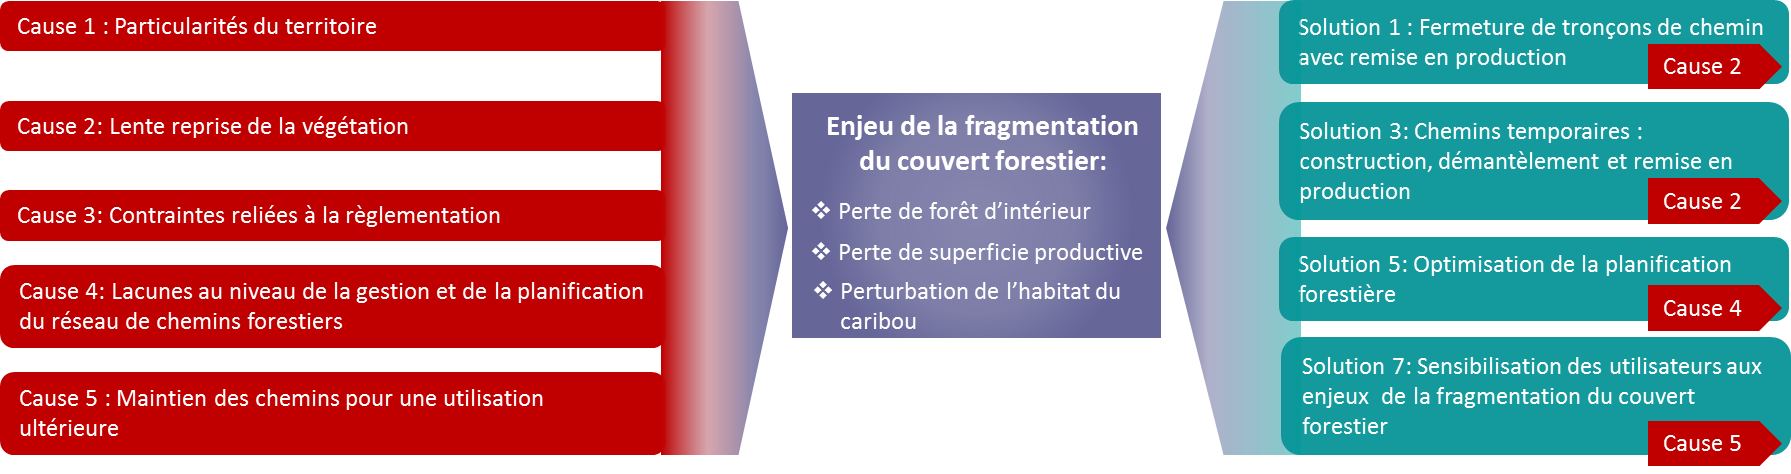 Cause 1 : Particularités du territoire
Cause 2: Lente reprise de la végétation
Cause 3: Contraintes reliées à la règlementation
Cause 4: Lacunes au niveau de la gestion et de la planification
du réseau de chemins forestiers
Cause 5 : Maintien des chemins pour une utilisation
ultérieure
Enjeu de la fragmentation
du couvert forestier:
❖ Perte de forêt d’intérieur
❖ Perte de superficie productive
❖ Perturbation de l’habitat du
caribou
Solution 1 : Fermeture de tronçons de chemin
avec remise en production
Cause 2
Solution 3: Chemins temporaires :
construction, démantèlement et remise en
production
Cause 2
Solution 5: Optimisation de la planification
forestière
Cause 4
Solution 7: Sensibilisation des utilisateurs aux
enjeux de la fragmentation du couvert
forestier
Cause 5